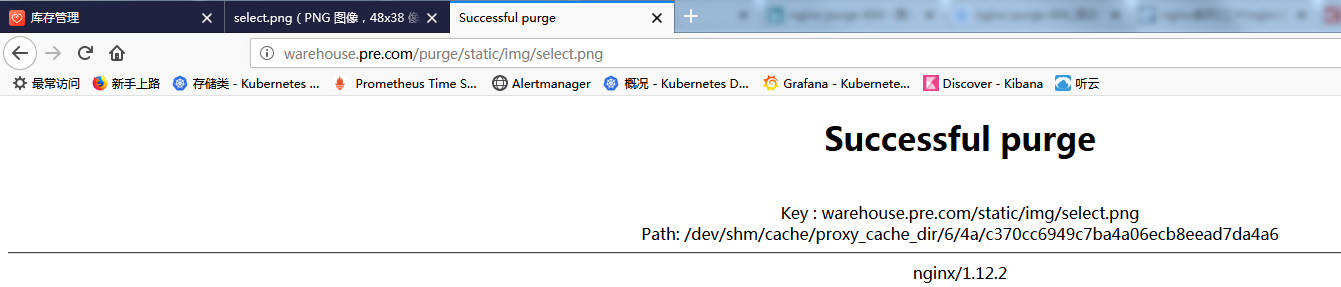 库存管理
select.png（PNG 图像，48x38 像
Successful purge
warehouse.pre.com/purge/static/img/select.png
最常访问 新手上路 存储类 - Kubernetes ... Prometheus Time S... Alertmanager 概况 - Kubernetes D... Grafana - Kubernete... Discover - Kibana 听云
Successful purge
Key : warehouse.pre.com/static/img/select.png
Path: /dev/shm/cache/proxy_cache_dir/6/4a/c370cc6949c7ba4a06ecb8eead7da4a6
nginx/1.12.2